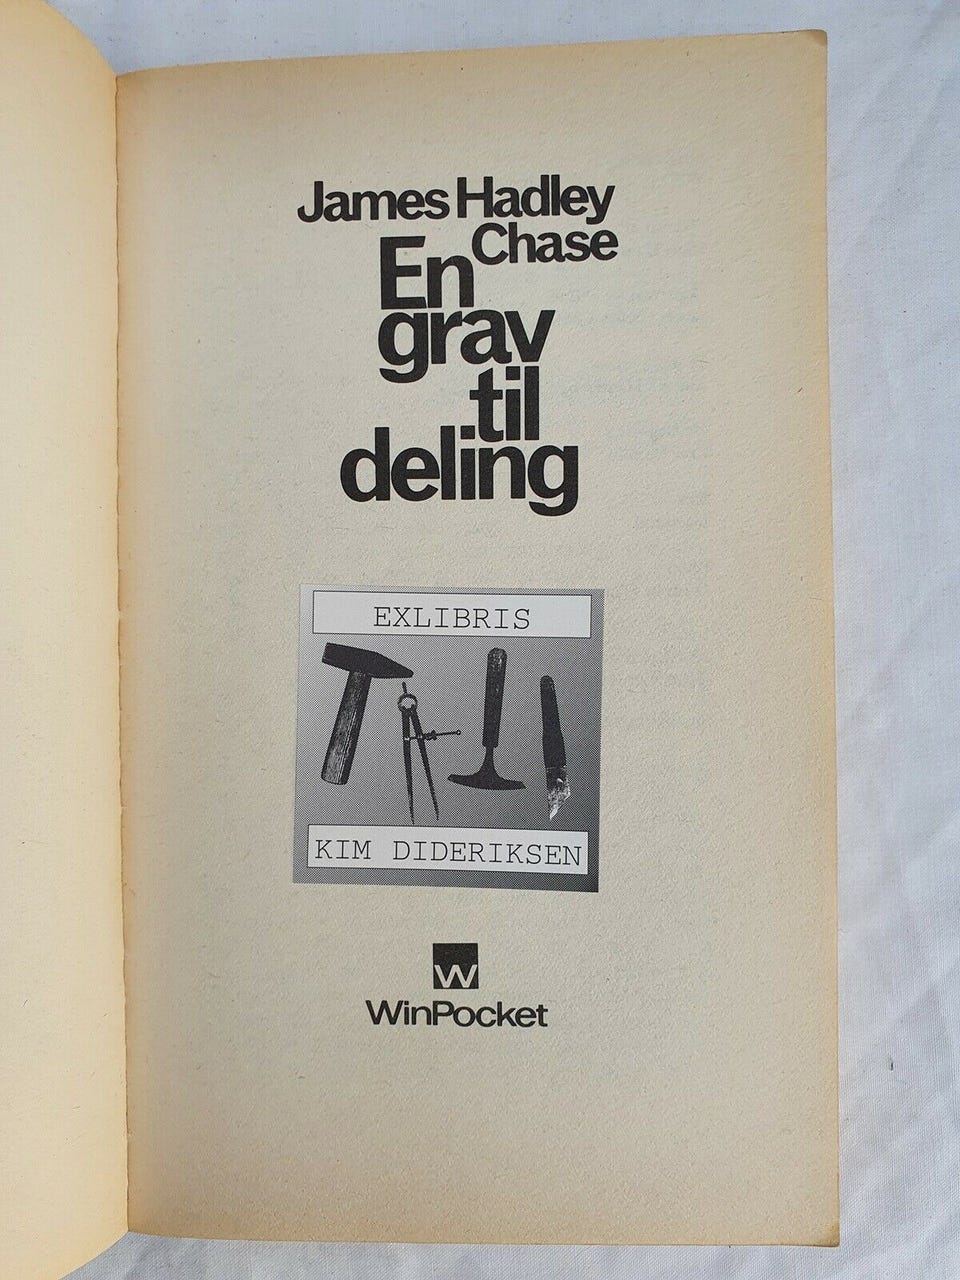 James Hadley
Chase
En
grav
til
deling
EXLIBRIS
KIM DIDERIKSEN
W
WinPocket